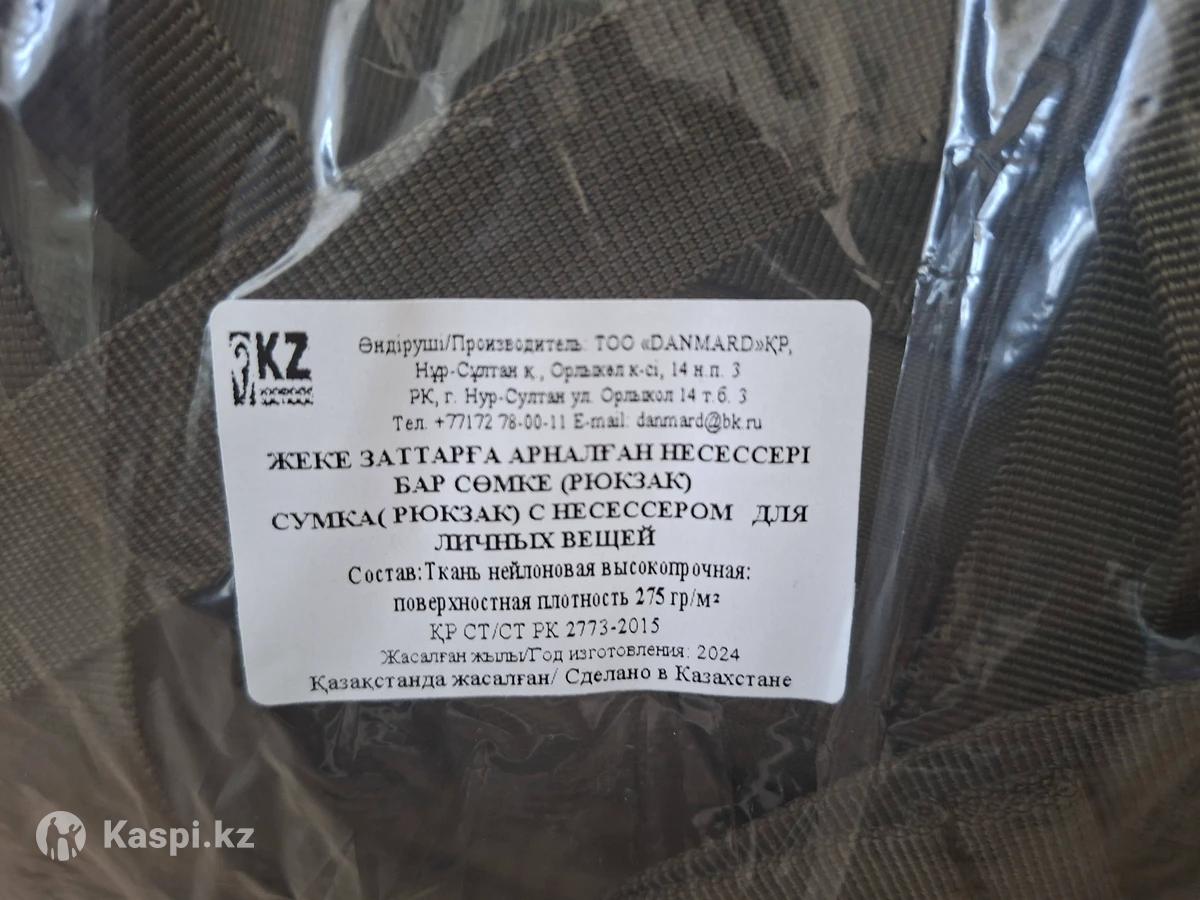 KZ
Өндіруші/Производитель: ТОО «DANMARD»ҚР,
Нұр-Сұлтан қ., Орлыкөл к-сі, 14 н.п. 3
РК, г. Нур-Султан ул. Орлыкол 14 т.б. 3
Тел. +77172 78-00-11 E-mail: danmard@bk.ru
ЖЕКЕ ЗАТТАРҒА АРНАЛҒАН НЕСЕССЕРІ
БАР СӨМКЕ (РЮКЗАК)
СУМКА( РЮКЗАК) С НЕСЕССЕРОМ ДЛЯ
ЛИЧНЫХ ВЕЩЕЙ
Состав:Ткань нейлоновая высокопрочная:
поверхностная плотность 275 гр/м²
ҚР СТ/СТ РК 2773-2015
Жасалған жылы/Год изготовления: 2024
Қазақстанда жасалған/ Сделано в Казахстане
Kaspi.kz